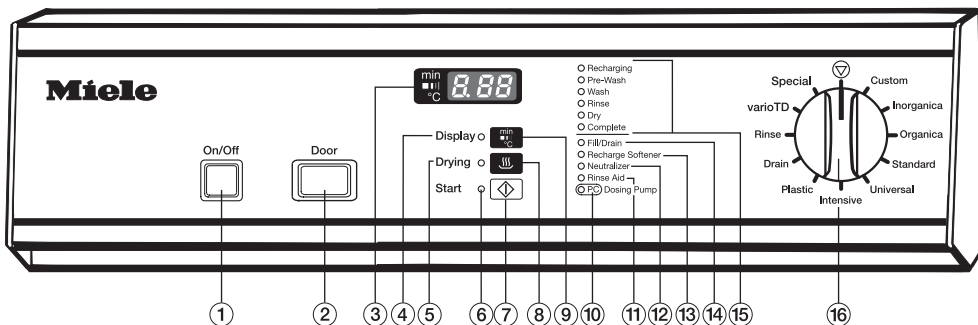 Miele
On/Off
Door
min
°C
8.88
Display
min
°C
Drying
Start
Recharging
Pre-Wash
Wash
Rinse
Dry
Complete
Fill/Drain
Recharge Softener
Neutralizer
Rinse Aid
PC Dosing Pump
Special
varioTD
Rinse
Drain
Plastic
Intensive
Universal
Standard
Organica
Inorganica
Custom
3
4
5
6
7
8
9
10
11
12
13
14
15
16
1
2